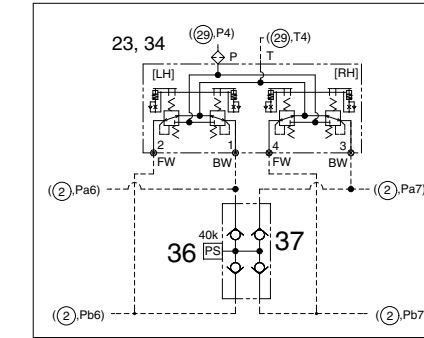 23, 34
((29),P4)
((29),T4)
P
T
[LH]
[RH]
2
1
4
3
FW
BW
FW
BW
((2),Pa6)
((2),Pa7)
40k
36
PS
37
((2),Pb6)
((2),Pb7